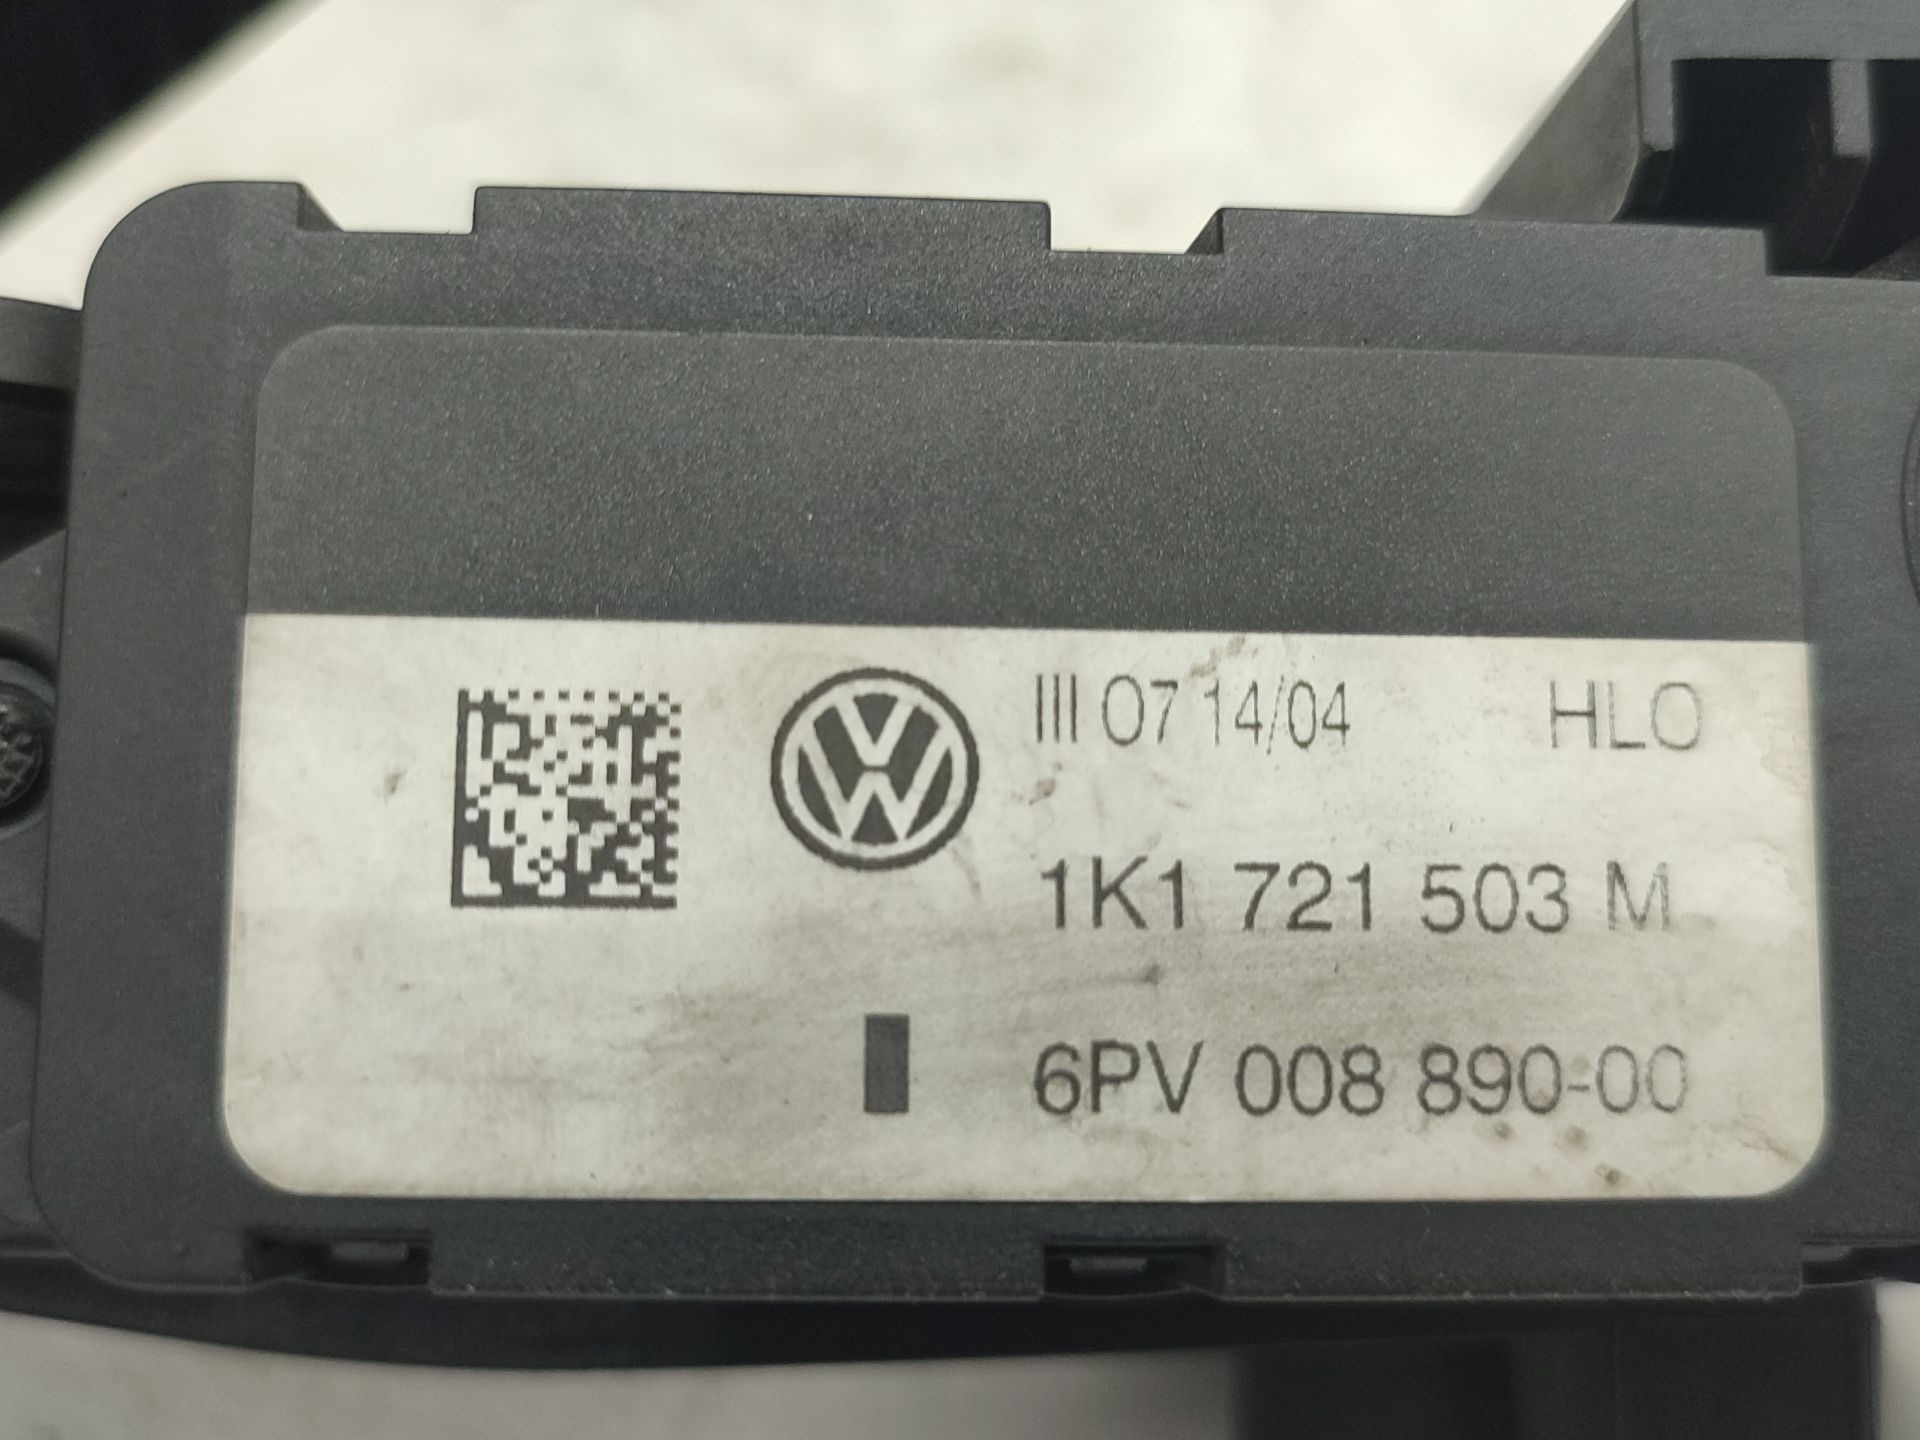 III 07 14/04 HLO
1K1 721 503 M
6PV 008 890-00